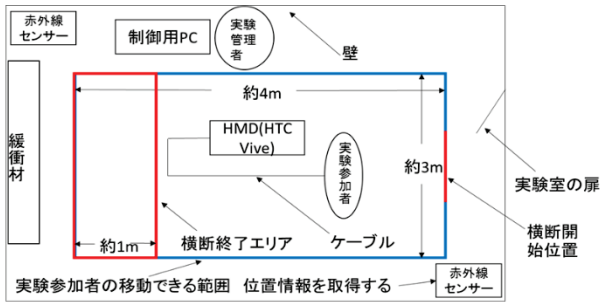 赤外線
センサー
制御用PC
実験
管理
者
壁
約4m
緩衝材
HMD(HTC
Vive)
実験参加者
約3m
実験室の扉
横断開
始位置
約1m
横断終了エリア
ケーブル
実験参加者の移動できる範囲
位置情報を取得する
赤外線
センサー